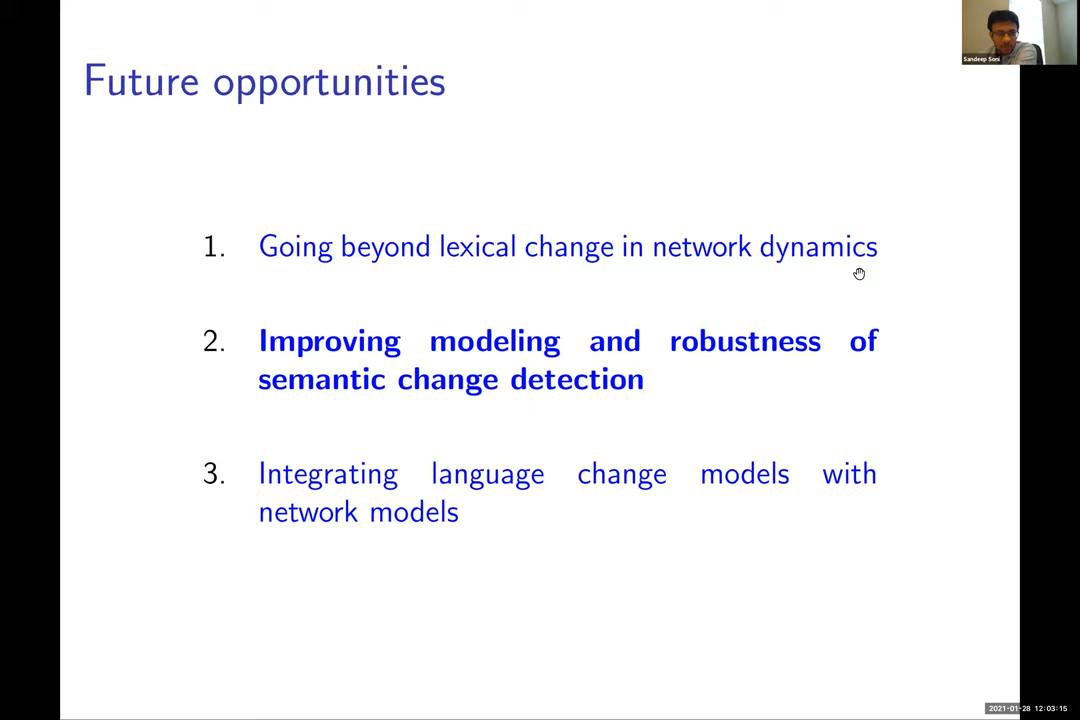 Future opportunities
Sandeep Soni
1. Going beyond lexical change in network dynamics
2. Improving modeling and robustness of
semantic change detection
3. Integrating language change models with
network models
2021-01-28 12:03:15